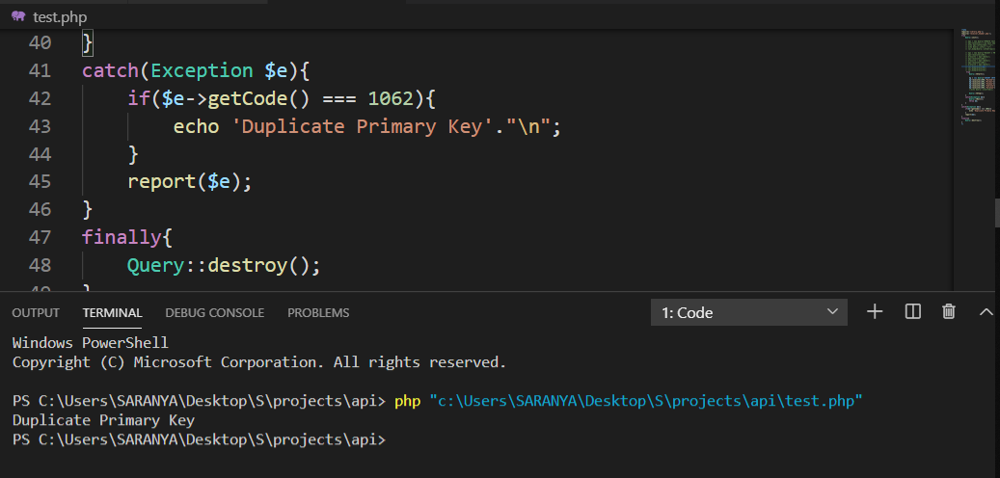 test.php
40 }
41 catch(Exception $e){
42 if($e->getCode() === 1062){
43 echo 'Duplicate Primary Key'."\n";
44 }
45 report($e);
46 }
47 finally{
48 Query::destroy();
49 }
OUTPUT TERMINAL DEBUG CONSOLE PROBLEMS 1: Code
Windows PowerShell
Copyright (C) Microsoft Corporation. All rights reserved.
PS C:\Users\SARANYA\Desktop\S\projects\api> php "c:\Users\SARANYA\Desktop\S\projects\api\test.php"
Duplicate Primary Key
PS C:\Users\SARANYA\Desktop\S\projects\api>